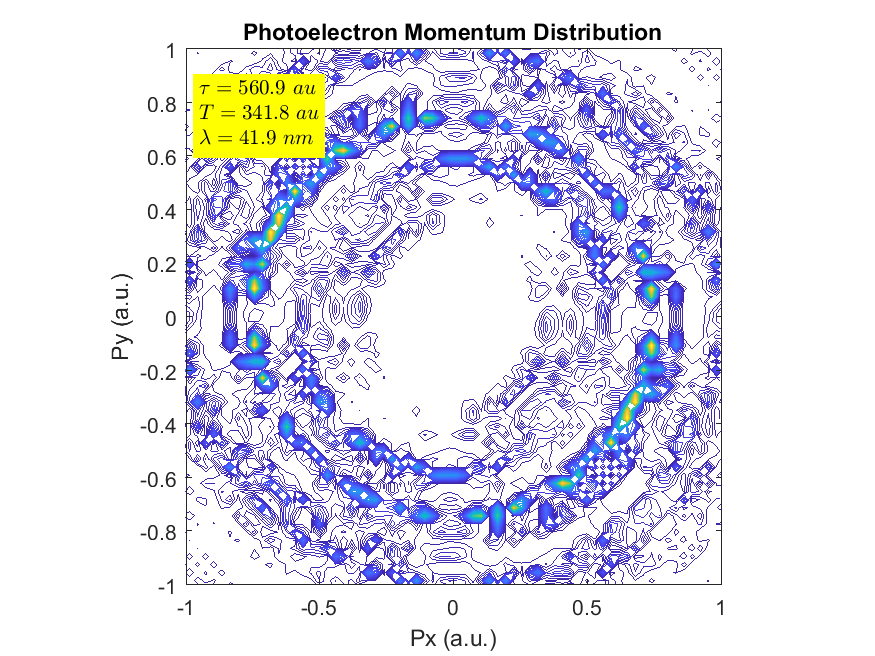 Photoelectron Momentum Distribution
τ = 560.9 au
T = 341.8 au
λ = 41.9 nm
1
0.8
0.6
0.4
0.2
0
-0.2
-0.4
-0.6
-0.8
-1
Py (a.u.)
-1 -0.5 0 0.5 1
Px (a.u.)